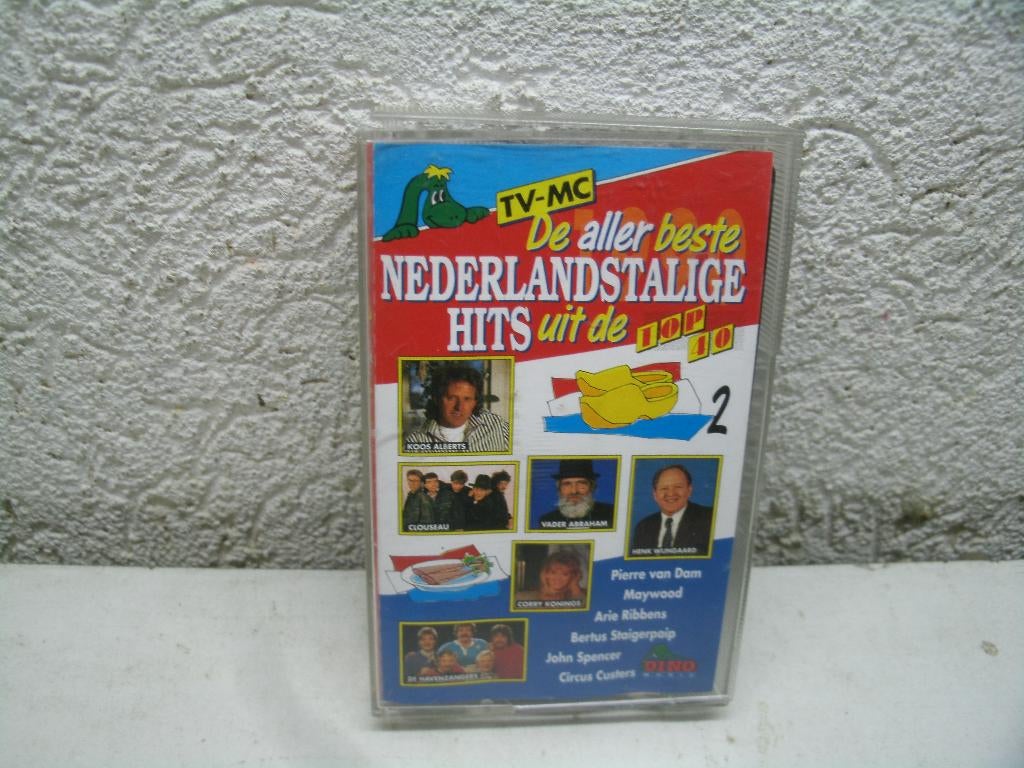 TV-MC
De aller beste
NEDERLANDSTALIGE
HITS uit de TOP
40
2
KOOS ALBERTS
CLOUSEAU
VADER ABRAHAM
HENK WIJNGAARD
CORRY KONINGS
DE HAVENZANGERS
Pierre van Dam
Maywood
Arie Ribbens
Bertus Staigerpaip
John Spencer
Circus Custers
DINO
MUSIC